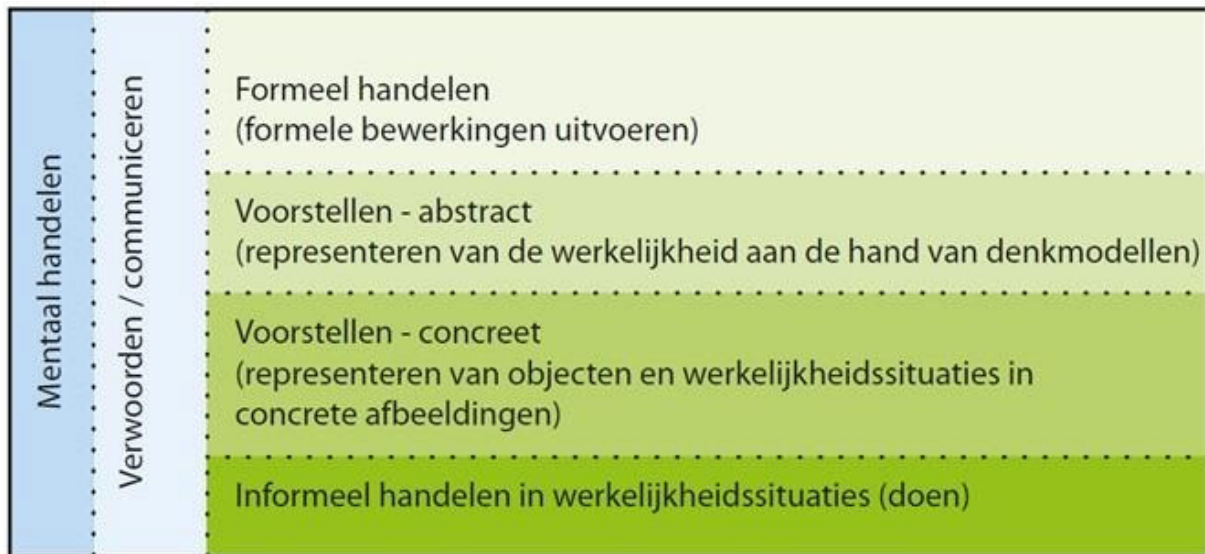 Mentaal handelen
Verwoorden / communiceren
Formeel handelen
(formele bewerkingen uitvoeren)
Voorstellen - abstract
(representeren van de werkelijkheid aan de hand van denkmodellen)
Voorstellen - concreet
(representeren van objecten en werkelijkheidssituaties in
concrete afbeeldingen)
Informeel handelen in werkelijkheidssituaties (doen)